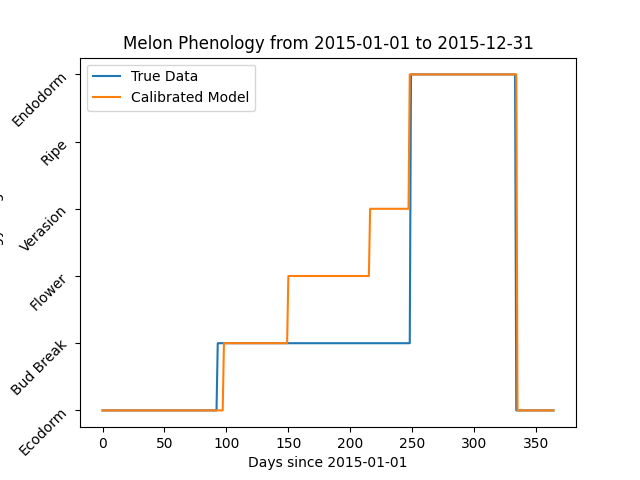 Melon Phenology from 2015-01-01 to 2015-12-31
True Data
Calibrated Model
Endodorm
Ripe
Verasion
Flower
Bud Break
Ecodorm
0 50 100 150 200 250 300 350
Days since 2015-01-01